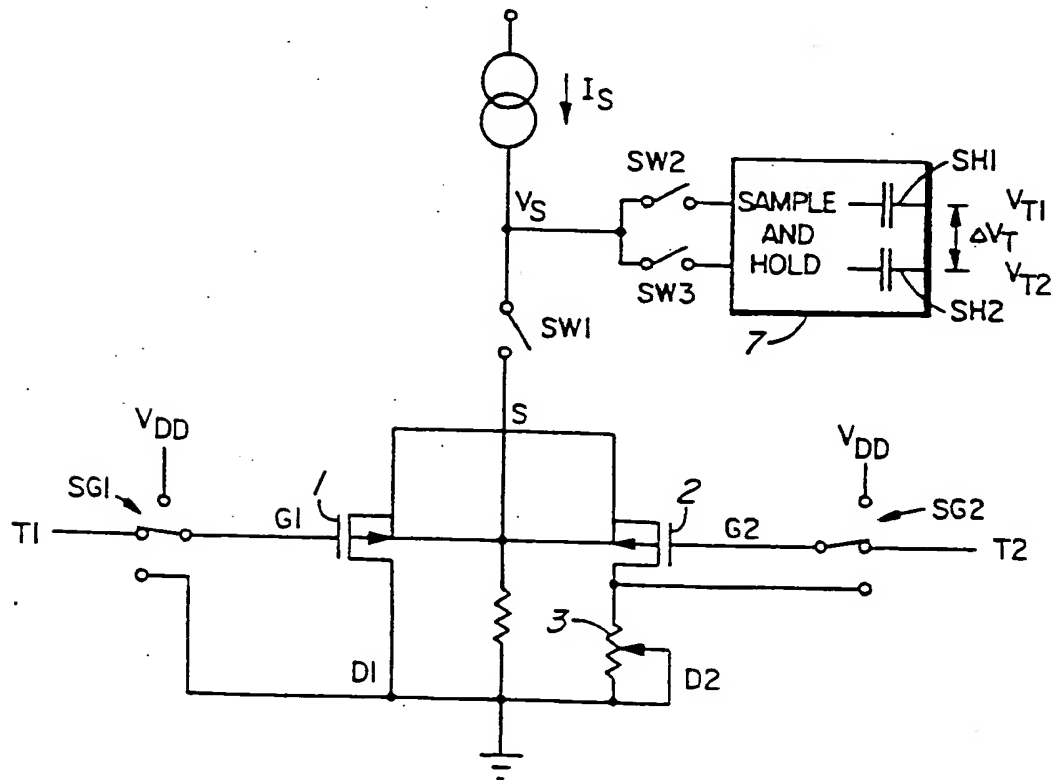 I_S
SW2
SH1
V_S
SAMPLE
AND
HOLD
V_T1
ΔV_T
V_T2
SW3
SH2
7
SW1
S
V_DD
V_DD
SG1
1
2
SG2
T1
G1
G2
T2
3
D1
D2